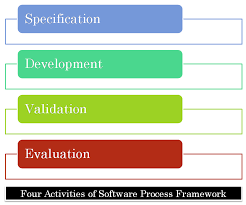 Specification
Development
Validation
Evaluation
Four Activities of Software Process Framework